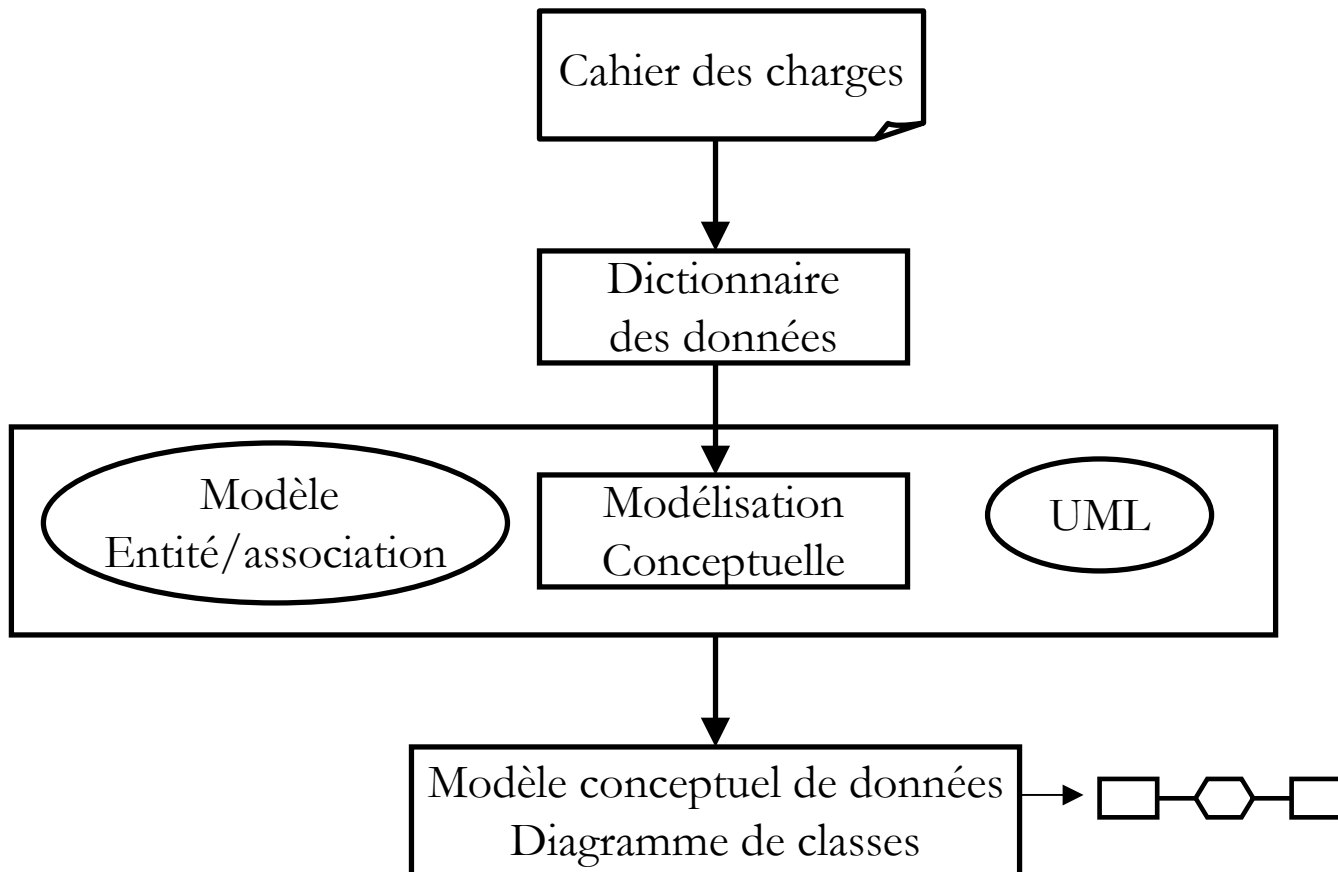 Cahier des charges
Dictionnaire
des données
Modèle
Entité/association
Modélisation
Conceptuelle
UML
Modèle conceptuel de données
Diagramme de classes